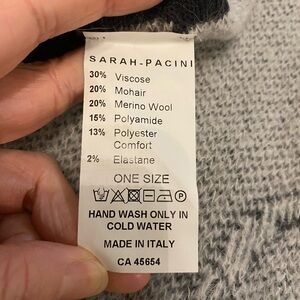 SARAH-PACINI
30% Viscose
20% Mohair
20% Merino Wool
15% Polyamide
13% Polyester
Comfort
2% Elastane
ONE SIZE
HAND WASH ONLY IN
COLD WATER
MADE IN ITALY
CA 45654